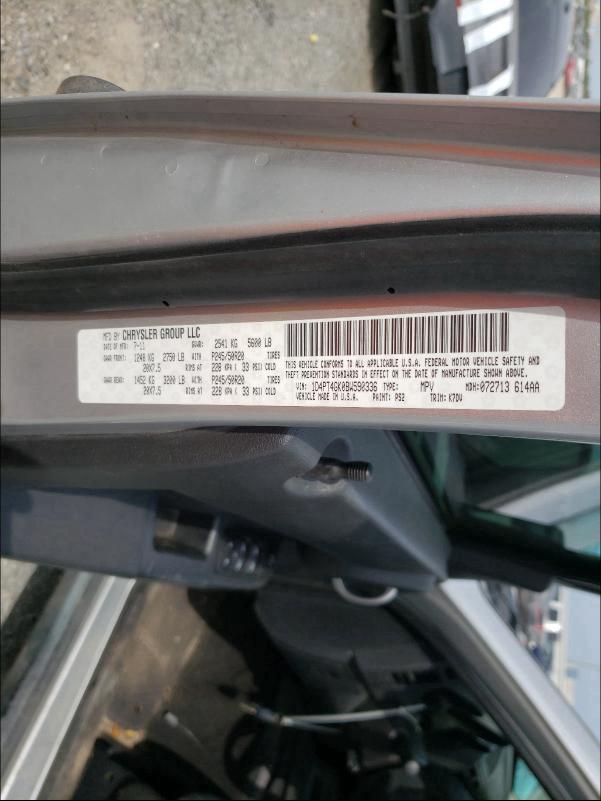 MFD BY CHRYSLER GROUP LLC
DATE OF MFR: 7-11 GVWR: 2541 KG 5600 LB
GAWR FRONT: 1248 KG 2750 LB WITH P245/50R20 TIRES
20X7.5 RIMS AT 228 KPA ( 33 PSI) COLD
GAWR REAR: 1452 KG 3200 LB WITH P245/50R20 TIRES
20X7.5 RIMS AT 228 KPA ( 33 PSI) COLD
THIS VEHICLE CONFORMS TO ALL APPLICABLE U.S.A. FEDERAL MOTOR VEHICLE SAFETY AND
THEFT PREVENTION STANDARDS IN EFFECT ON THE DATE OF MANUFACTURE SHOWN ABOVE.
VIN: 1D4PT4GK0BW590336 TYPE: MPV MDH: 072713 614AA
VEHICLE MADE IN U.S.A. PAINT: PS2 TRIM: K7DV